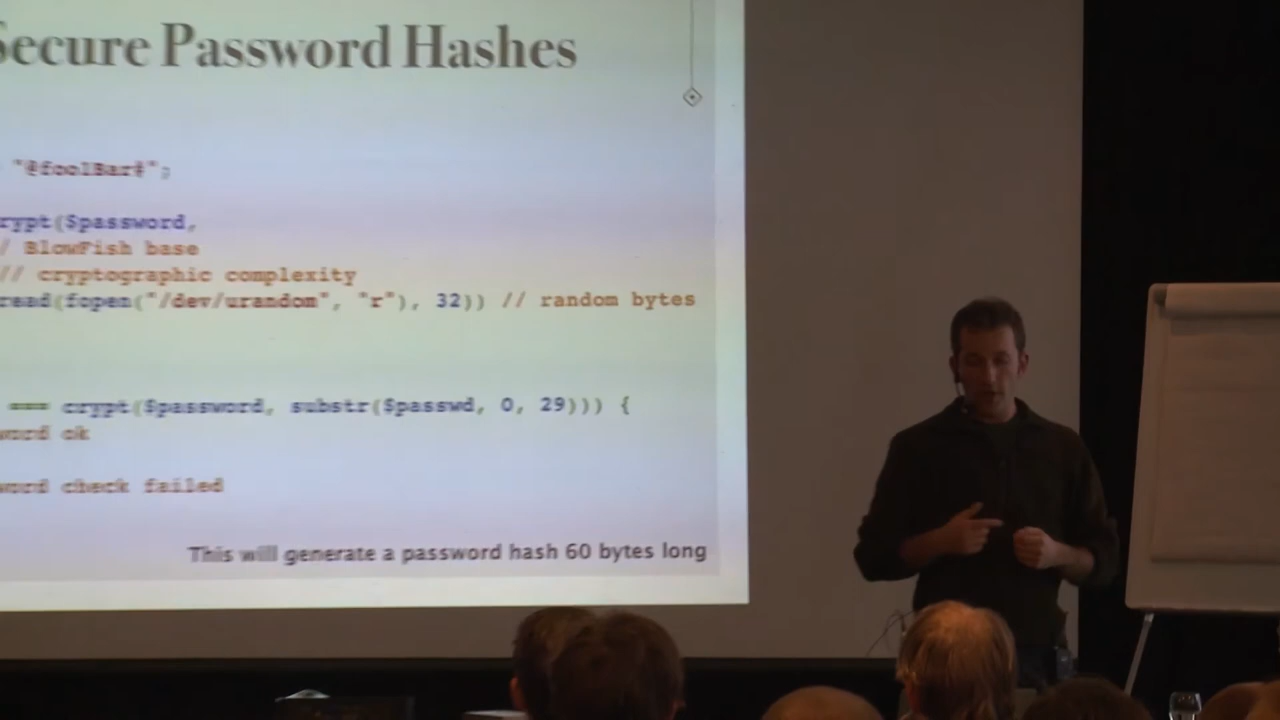 Secure Password Hashes
"@foolBar#";
rypt($password,
/ BlowFish base
// cryptographic complexity
read(fopen("/dev/urandom", "r"), 32)) // random bytes
=== crypt($password, substr($passwd, 0, 29))) {
word ok
word check failed
This will generate a password hash 60 bytes long